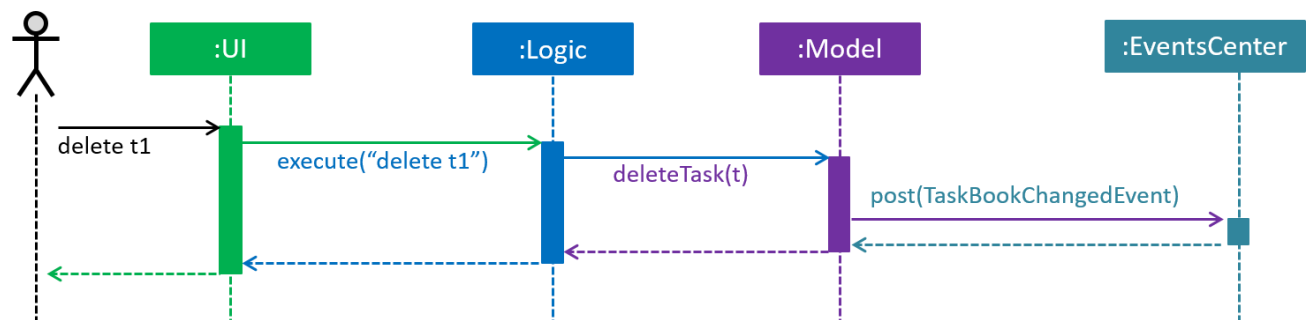 :UI
:Logic
:Model
:EventsCenter
delete t1
execute(“delete t1”)
deleteTask(t)
post(TaskBookChangedEvent)